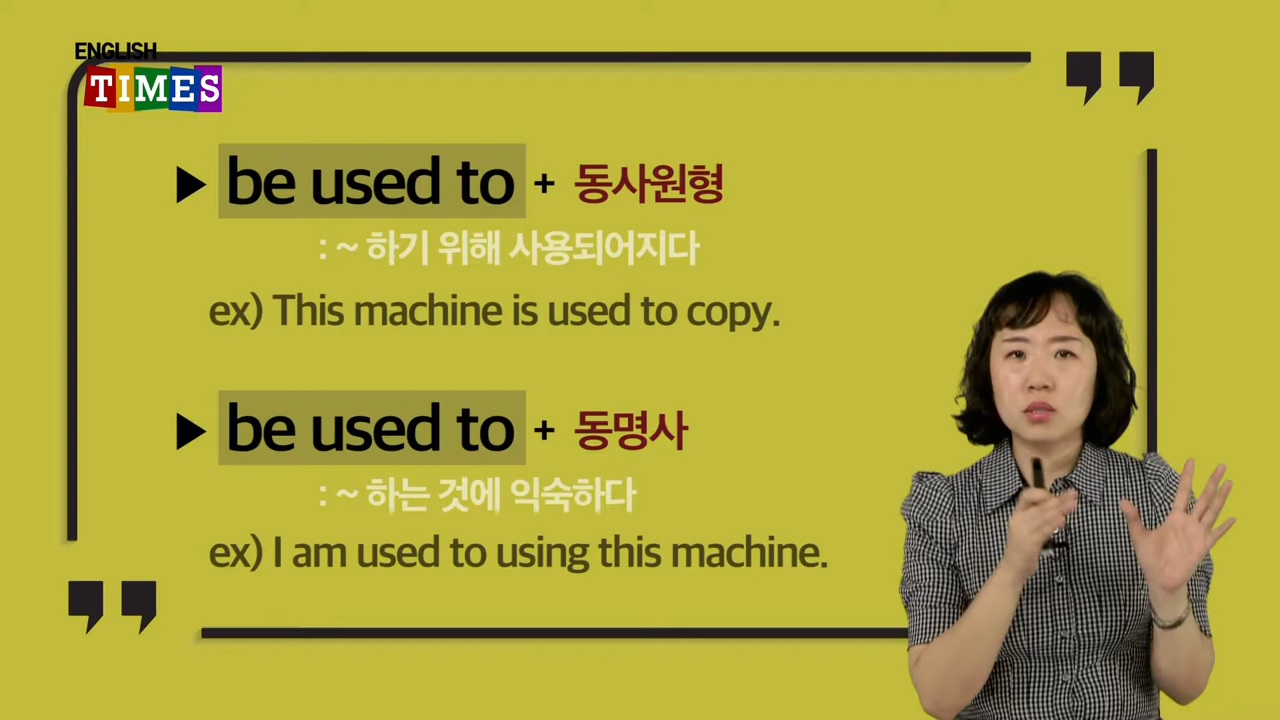 ENGLISH
TIMES
▶ be used to + 동사원형
: ~ 하기 위해 사용되어지다
ex) This machine is used to copy.
▶ be used to + 동명사
: ~ 하는 것에 익숙하다
ex) I am used to using this machine.